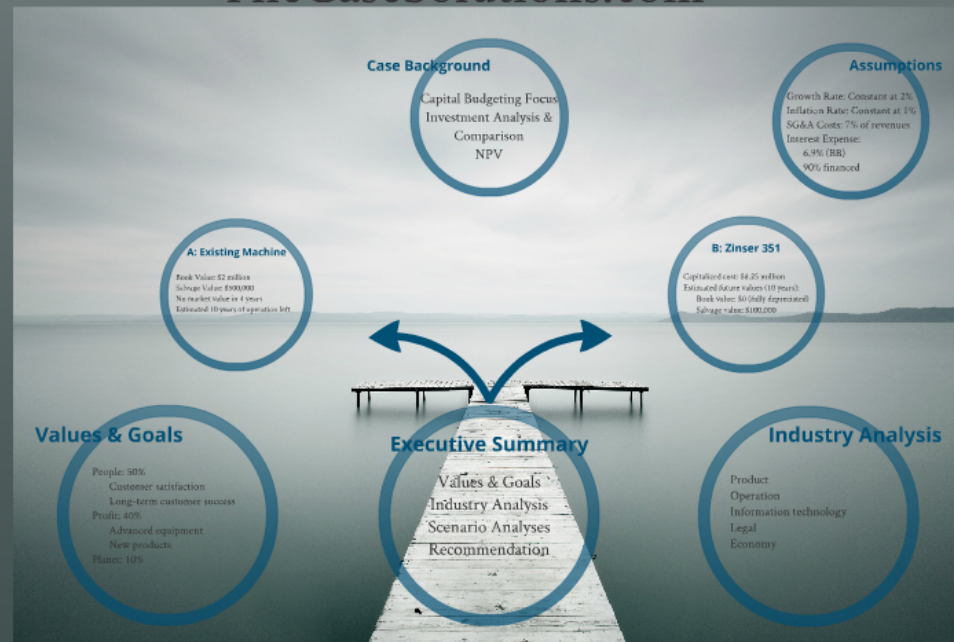 TheCaseSolutions.com
Case Background
Capital Budgeting Focus
Investment Analysis &
Comparison
NPV
Assumptions
Growth Rate: Constant at 2%
Inflation Rate: Constant at 1%
SG&A Costs: 7% of revenues
Interest Expense:
6.9% (BB)
90% financed
A: Existing Machine
Book Value: $2 million
Salvage Value: $500,000
No market value in 4 years
Estimated 10 years of operation left
B: Zinser 351
Capitalized cost: $8.25 million
Estimated future values (10 years):
Book value: $0 (fully depreciated)
Salvage value: $100,000
Values & Goals
People: 50%
Customer satisfaction
Long-term customer success
Profit: 40%
Advanced equipment
New products
Planet: 10%
Executive Summary
Values & Goals
Industry Analysis
Scenario Analyses
Recommendation
Industry Analysis
Product
Operation
Information technology
Legal
Economy